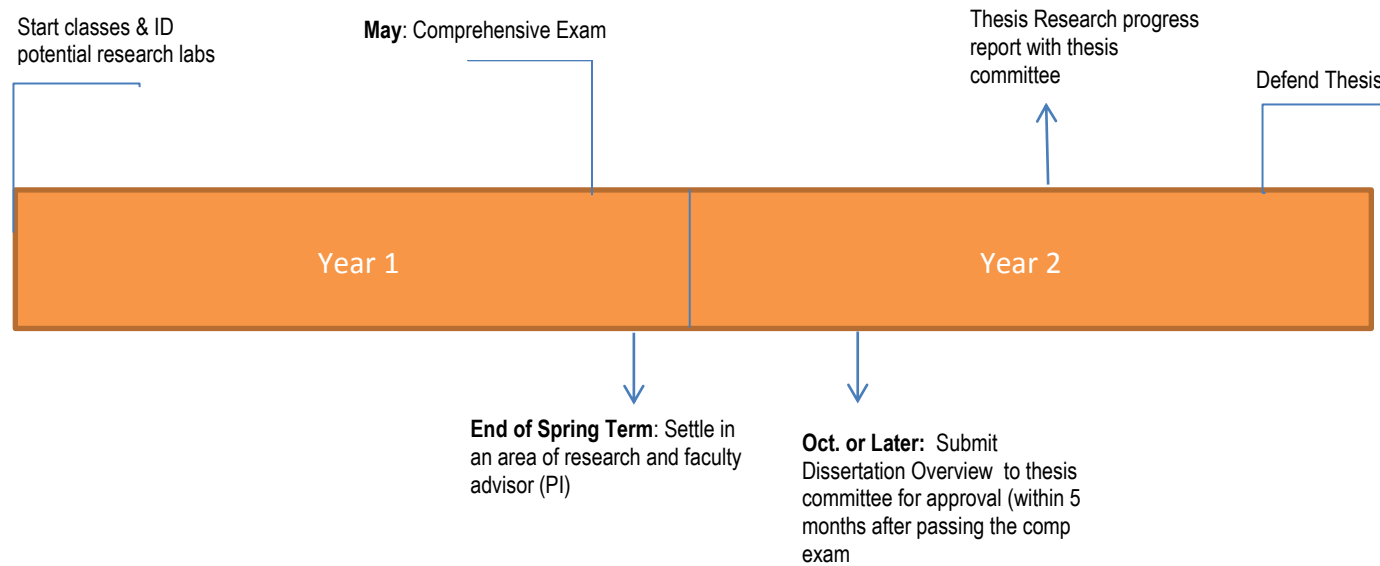 Start classes & ID
potential research labs
May: Comprehensive Exam
Thesis Research progress
report with thesis
committee
Defend Thesis
Year 1
Year 2
End of Spring Term: Settle in
an area of research and faculty
advisor (PI)
Oct. or Later: Submit
Dissertation Overview to thesis
committee for approval (within 5
months after passing the comp
exam